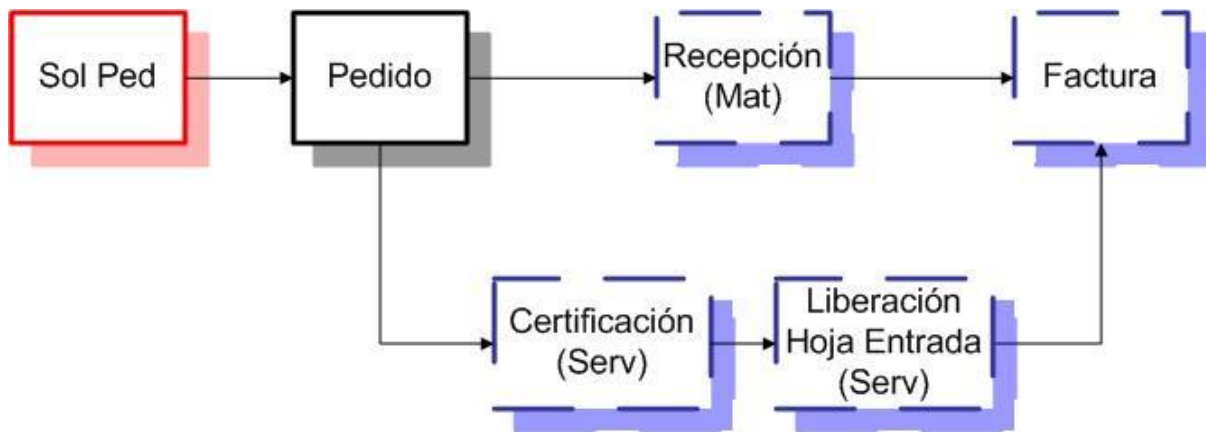 Sol Ped
Pedido
Recepción
(Mat)
Factura
Certificación
(Serv)
Liberación
Hoja Entrada
(Serv)